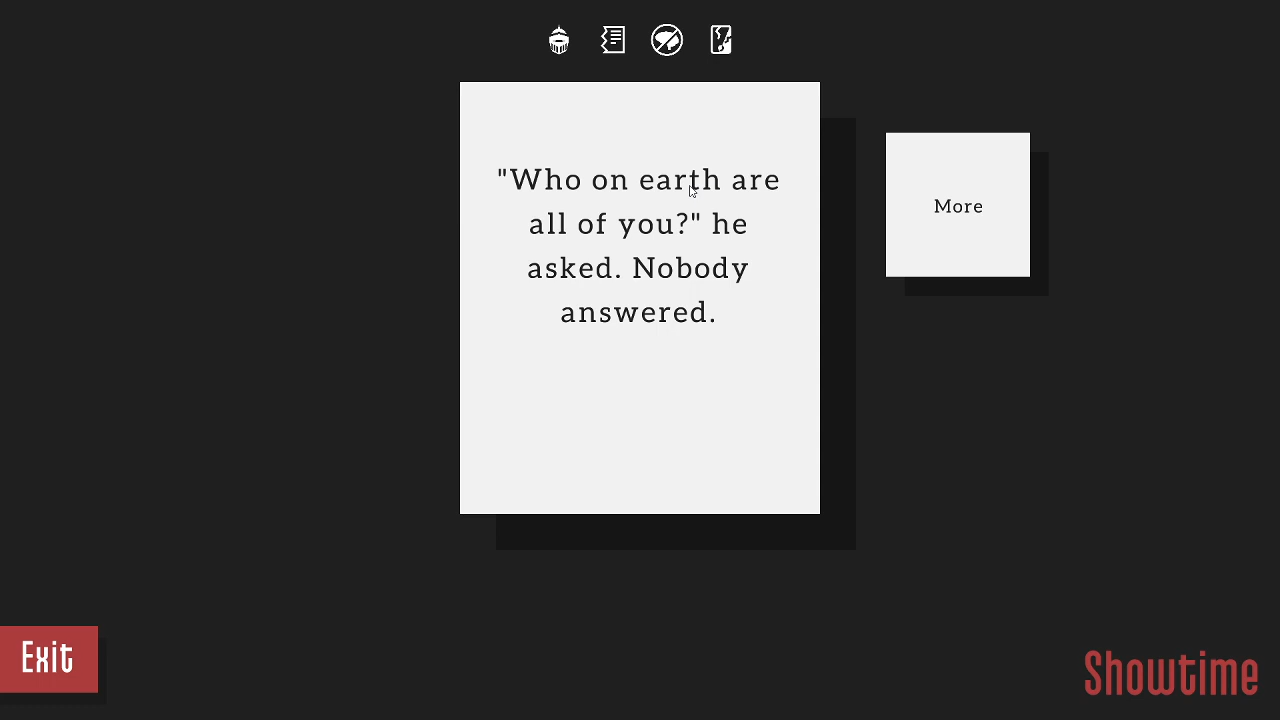 "Who on earth are
all of you?" he
asked. Nobody
answered.
More
Exit
Showtime